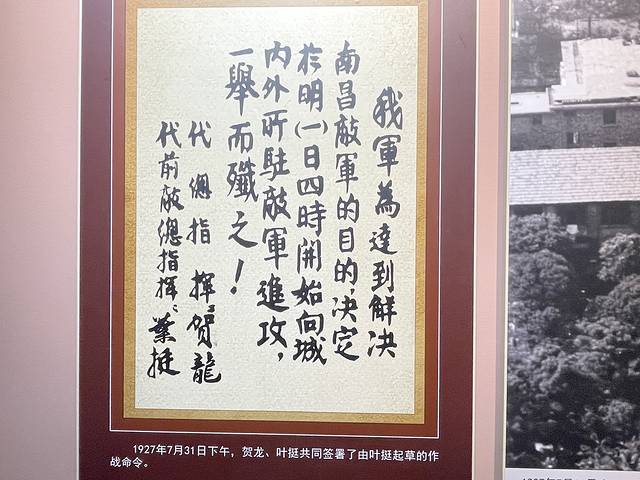 我軍為達到解决
南昌敵軍的目的,决定
於明(一)日四時開始向城
内外所駐敵軍進攻,
一舉而殲之!
代總指揮:賀龍
代前敵總指揮:葉挺
1927年7月31日下午,贺龙、叶挺共同签署了由叶挺起草的作
战命令。